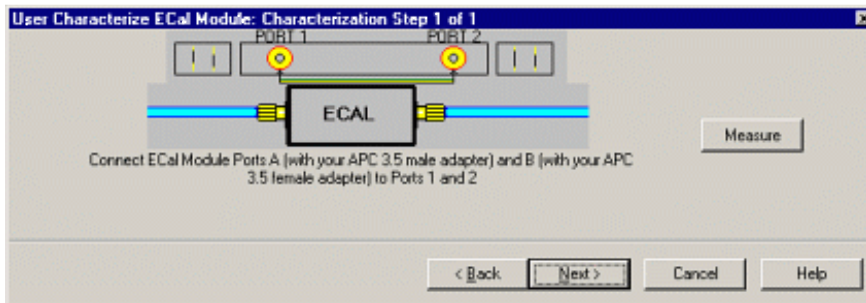 User Characterize ECal Module: Characterization Step 1 of 1
PORT 1 PORT 2
ECAL
Measure
Connect ECal Module Ports A (with your APC 3.5 male adapter) and B (with your APC
3.5 female adapter) to Ports 1 and 2
< Back Next > Cancel Help